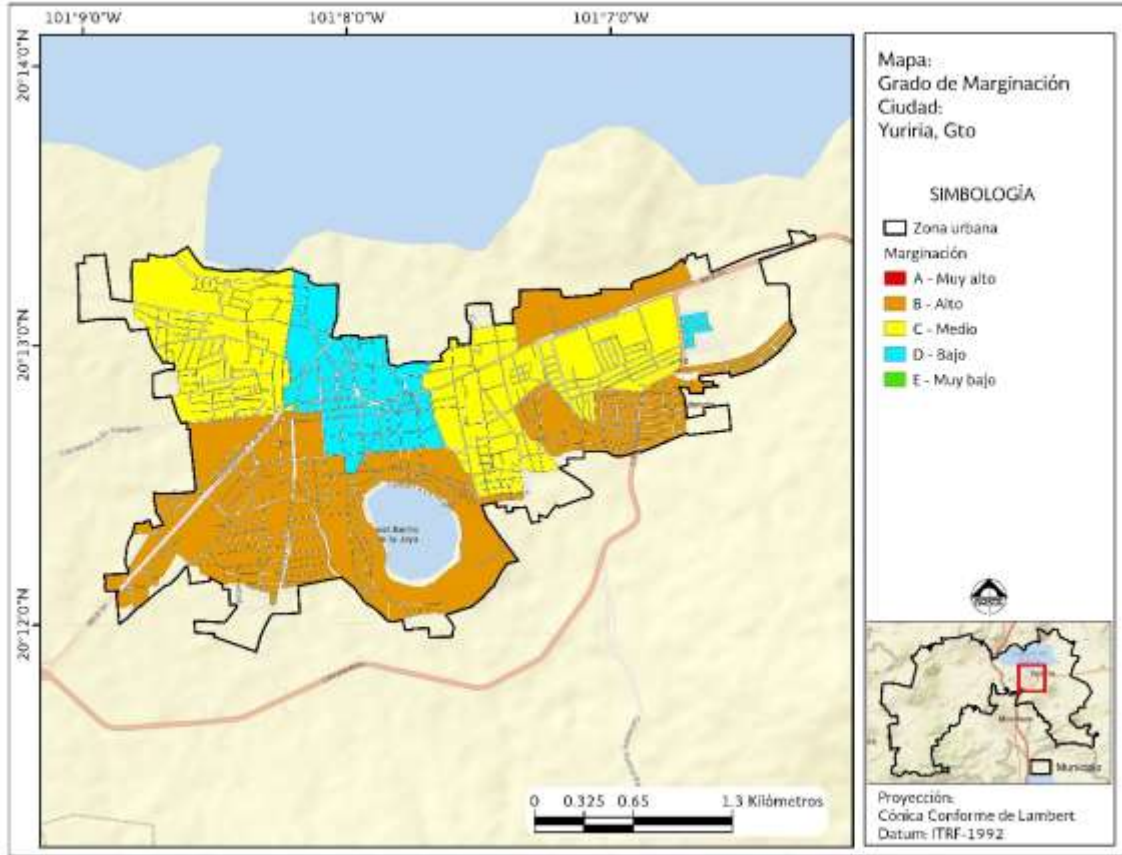 101°9'0"W
101°8'0"W
101°7'0"W
20°14'0"N
20°13'0"N
20°12'0"N
Mapa:
Grado de Marginación
Ciudad:
Yuriria, Gto
SIMBOLOGÍA
Zona urbana
Marginación
A - Muy alto
B - Alto
C - Medio
D - Bajo
E - Muy bajo
0 0.325 0.65 1.3 Kilómetros
Municipio
Proyección:
Cónica Conforme de Lambert
Datum: ITRF-1992